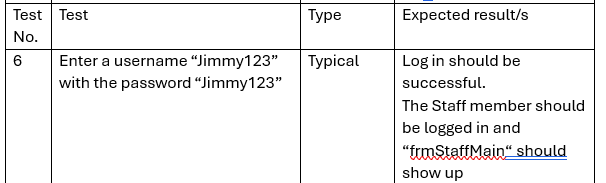 Test Test Type Expected result/s
No.
6 Enter a username “Jimmy123” Typical Log in should be
with the password “Jimmy123” successful.
The Staff member should
be logged in and
“frmStaffMain“ should
show up